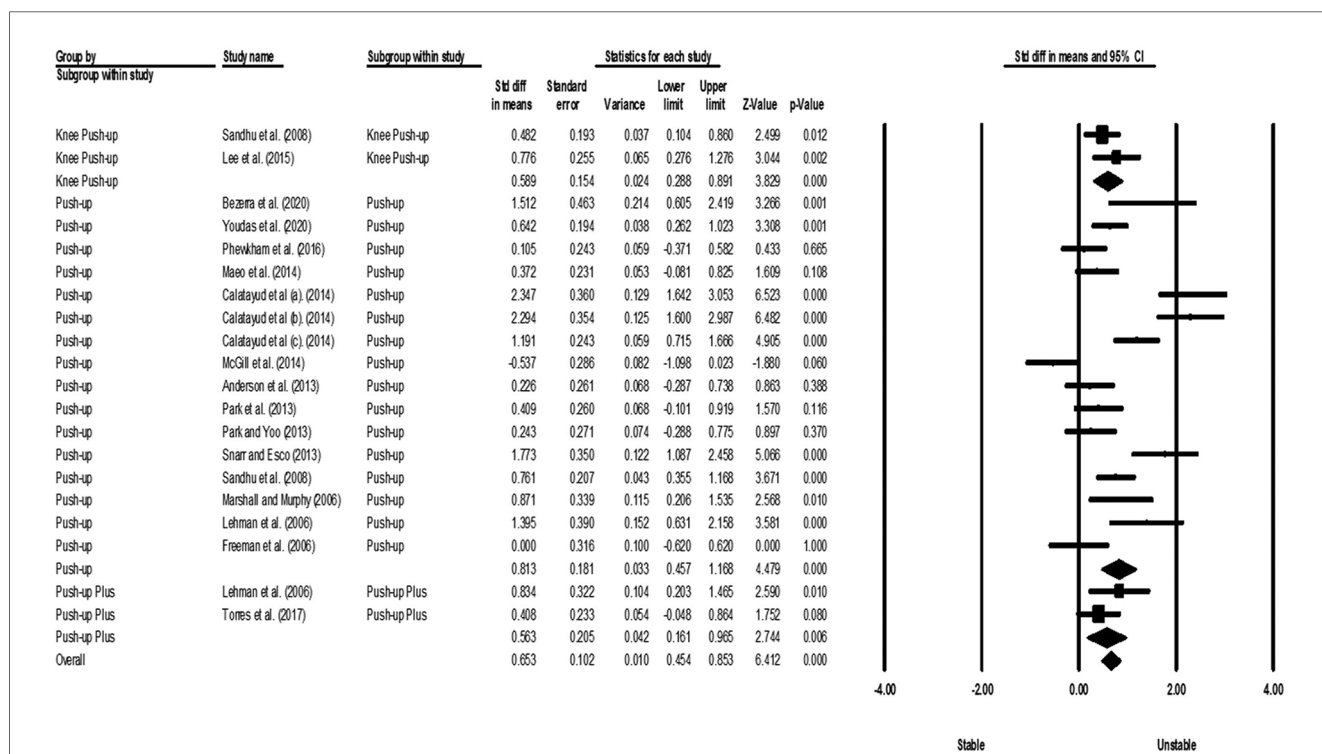 Group by Study name Subgroup within study Statistics for each study Std diff in means and 95% CI
Subgroup within study
Std diff Standard Lower Upper
in means error Variance limit limit Z-Value p-Value
Knee Push-up Sandhu et al. (2008) Knee Push-up 0.482 0.193 0.037 0.104 0.860 2.499 0.012
Knee Push-up Lee et al. (2015) Knee Push-up 0.776 0.255 0.065 0.276 1.276 3.044 0.002
Knee Push-up 0.589 0.154 0.024 0.288 0.891 3.829 0.000
Push-up Bezerra et al. (2020) Push-up 1.512 0.463 0.214 0.605 2.419 3.266 0.001
Push-up Youdas et al. (2020) Push-up 0.642 0.194 0.038 0.262 1.023 3.308 0.001
Push-up Phewkham et al. (2016) Push-up 0.105 0.243 0.059 -0.371 0.582 0.433 0.665
Push-up Maeo et al. (2014) Push-up 0.372 0.231 0.053 -0.081 0.825 1.609 0.108
Push-up Calatayud et al (a). (2014) Push-up 2.347 0.360 0.129 1.642 3.053 6.523 0.000
Push-up Calatayud et al (b). (2014) Push-up 2.294 0.354 0.125 1.600 2.987 6.482 0.000
Push-up Calatayud et al (c). (2014) Push-up 1.191 0.243 0.059 0.715 1.666 4.905 0.000
Push-up McGill et al. (2014) Push-up -0.537 0.286 0.082 -1.098 0.023 -1.880 0.060
Push-up Anderson et al. (2013) Push-up 0.226 0.261 0.068 -0.287 0.738 0.863 0.388
Push-up Park et al. (2013) Push-up 0.409 0.260 0.068 -0.101 0.919 1.570 0.116
Push-up Park and Yoo (2013) Push-up 0.243 0.271 0.074 -0.288 0.775 0.897 0.370
Push-up Snarr and Esco (2013) Push-up 1.773 0.350 0.122 1.087 2.458 5.066 0.000
Push-up Sandhu et al. (2008) Push-up 0.761 0.207 0.043 0.355 1.168 3.671 0.000
Push-up Marshall and Murphy (2006) Push-up 0.871 0.339 0.115 0.206 1.535 2.568 0.010
Push-up Lehman et al. (2006) Push-up 1.395 0.390 0.152 0.631 2.158 3.581 0.000
Push-up Freeman et al. (2006) Push-up 0.000 0.316 0.100 -0.620 0.620 0.000 1.000
Push-up 0.813 0.181 0.033 0.457 1.168 4.479 0.000
Push-up Plus Lehman et al. (2006) Push-up Plus 0.834 0.322 0.104 0.203 1.465 2.590 0.010
Push-up Plus Torres et al. (2017) Push-up Plus 0.408 0.233 0.054 -0.048 0.864 1.752 0.080
Push-up Plus 0.563 0.205 0.042 0.161 0.965 2.744 0.006
Overall 0.653 0.102 0.010 0.454 0.853 6.412 0.000
-4.00 -2.00 0.00 2.00 4.00
Stable Unstable